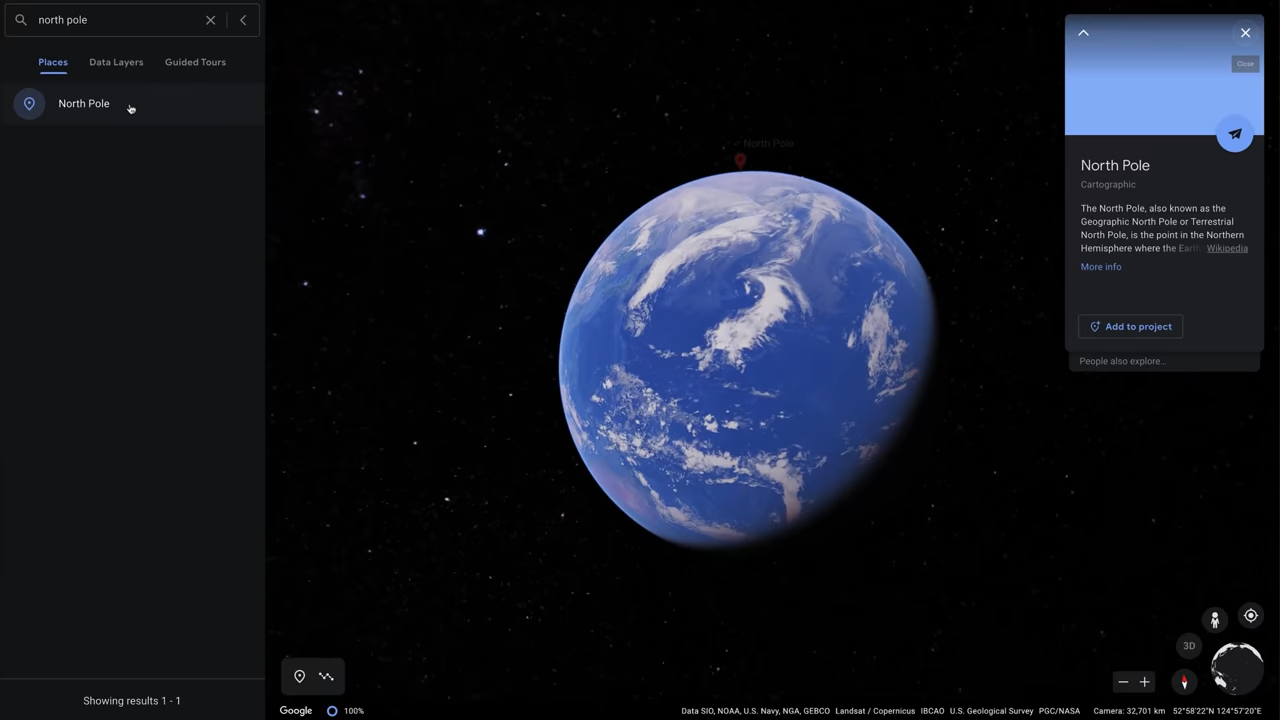 north pole
Places
Data Layers
Guided Tours
North Pole
Showing results 1 - 1
North Pole
Close
North Pole
Cartographic
The North Pole, also known as the
Geographic North Pole or Terrestrial
North Pole, is the point in the Northern
Hemisphere where the Earth Wikipedia
More info
Add to project
People also explore...
3D
Google
100%
Data SIO, NOAA, U.S. Navy, NGA, GEBCO Landsat / Copernicus IBCAO U.S. Geological Survey PGC/NASA Camera: 32,701 km 52°58'22"N 124°57'20"E